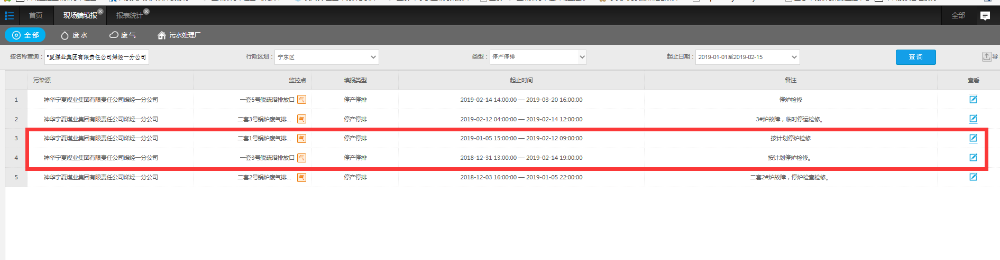 首页 现场端填报 报表统计 全部
全部 废水 废气 污水处理厂
按名称查询： 夏煤业集团有限责任公司烯烃一分公司 行政区划： 宁东区 类型： 停产停排 起止日期： 2019-01-01至2019-02-15 查询 导
污染源 监控点 填报类型 起止时间 备注 查看
1 神华宁夏煤业集团有限责任公司烯烃一分公司 一套5号脱硫塔排放口 气 停产停排 2019-02-14 14:00:00 — 2019-03-20 16:00:00 停炉检修
2 神华宁夏煤业集团有限责任公司烯烃一分公司 二套3号锅炉废气排... 气 停产停排 2019-02-12 04:00:00 — 2019-02-14 12:00:00 3#炉故障，临时停运检修。
3 神华宁夏煤业集团有限责任公司烯烃一分公司 二套1号锅炉废气排... 气 停产停排 2019-01-05 15:00:00 — 2019-02-12 09:00:00 按计划停炉检修
4 神华宁夏煤业集团有限责任公司烯烃一分公司 一套3号脱硫塔排放口 气 停产停排 2018-12-31 13:00:00 — 2019-02-14 19:00:00 按计划停炉检修。
5 神华宁夏煤业集团有限责任公司烯烃一分公司 二套2号锅炉废气排... 气 停产停排 2018-12-03 16:00:00 — 2019-01-05 22:00:00 二套2#炉故障，停炉检查检修。